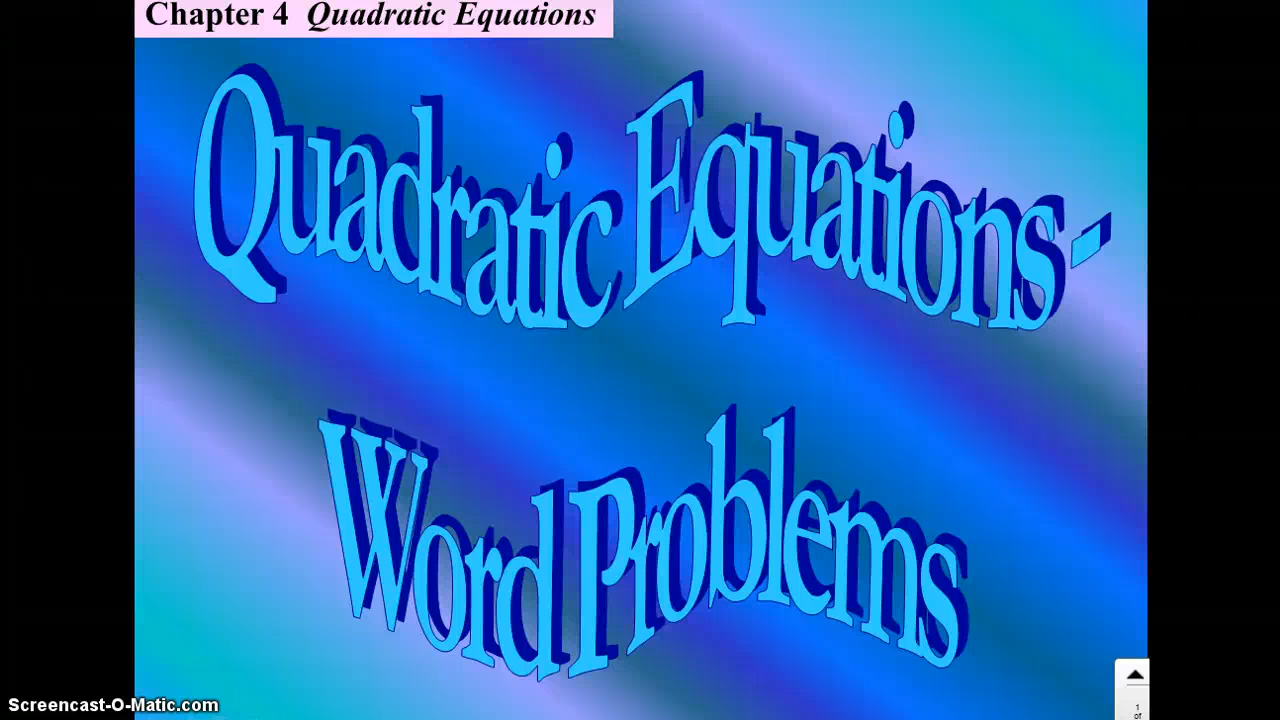 Chapter 4 Quadratic Equations
Quadratic Equations -
Word Problems
1
of
Screencast-O-Matic.com